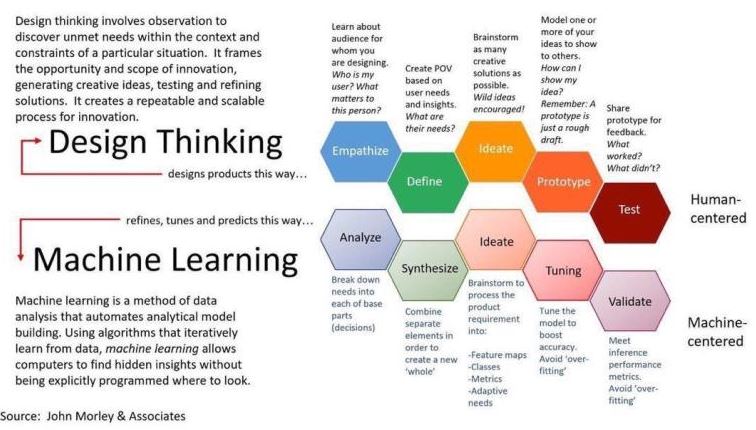 Design thinking involves observation to
discover unmet needs within the context and
constraints of a particular situation. It frames
the opportunity and scope of innovation,
generating creative ideas, testing and refining
solutions. It creates a repeatable and scalable
process for innovation.
Design Thinking
designs products this way...
Learn about
audience for
whom you
are designing.
Who is my
user? What
matters to
this person?
Create POV
based on
user needs
and insights.
What are
their needs?
Brainstorm
as many
creative
solutions as
possible.
Wild ideas
encouraged!
Model one or
more of your
ideas to show
to others.
How can I
show my
idea?
Remember: A
prototype is
just a rough
draft.
Share
prototype for
feedback.
What
worked?
What didn't?
Empathize
Define
Ideate
Prototype
Test
Human-
centered
refines, tunes and predicts this way...
Machine Learning
Machine learning is a method of data
analysis that automates analytical model
building. Using algorithms that iteratively
learn from data, machine learning allows
computers to find hidden insights without
being explicitly programmed where to look.
Analyze
Synthesize
Ideate
Tuning
Validate
Machine-
centered
Break down
needs into
each of base
parts
(decisions)
Combine
separate
elements in
order to
create a new
'whole'
Brainstorm to
process the
product
requirement
into:
-Feature maps
-Classes
-Metrics
-Adaptive
needs
Tune the
model to
boost
accuracy.
Avoid 'over-
fitting'
Meet
inference
performance
metrics.
Avoid 'over-
fitting'
Source: John Morley & Associates